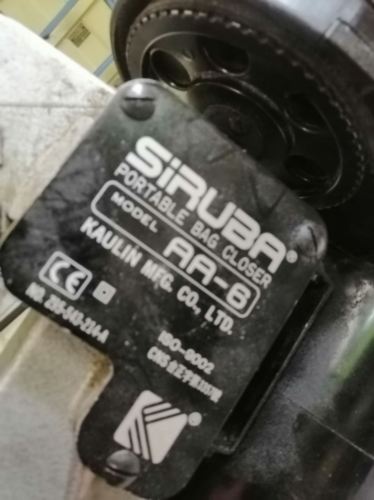 SiRUBA®
PORTABLE BAG CLOSER
MODEL AA-6
KAULIN MFG. CO., LTD.
CE
ISO-9002
®